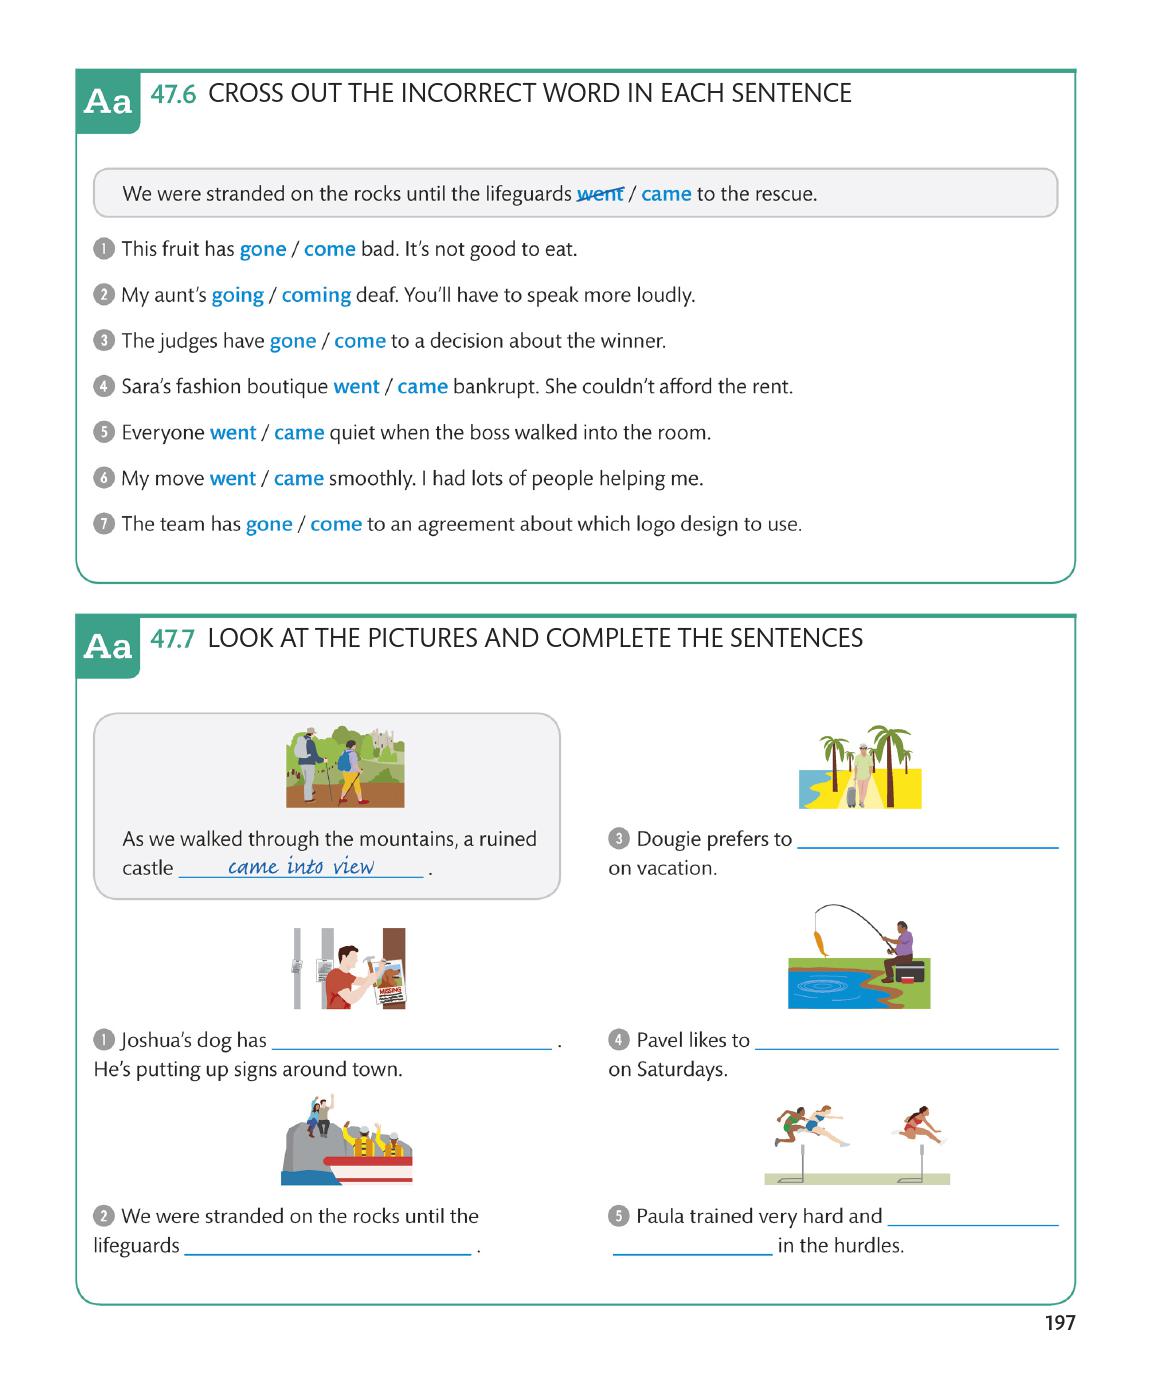 Aa 47.6 CROSS OUT THE INCORRECT WORD IN EACH SENTENCE
We were stranded on the rocks until the lifeguards went / came to the rescue.
1 This fruit has gone / come bad. It's not good to eat.
2 My aunt's going / coming deaf. You'll have to speak more loudly.
3 The judges have gone / come to a decision about the winner.
4 Sara's fashion boutique went / came bankrupt. She couldn't afford the rent.
5 Everyone went / came quiet when the boss walked into the room.
6 My move went / came smoothly. I had lots of people helping me.
7 The team has gone / come to an agreement about which logo design to use.
Aa 47.7 LOOK AT THE PICTURES AND COMPLETE THE SENTENCES
As we walked through the mountains, a ruined
castle came into view .
MISSING
1 Joshua's dog has .
He's putting up signs around town.
2 We were stranded on the rocks until the
lifeguards .
3 Dougie prefers to
on vacation.
4 Pavel likes to
on Saturdays.
5 Paula trained very hard and
in the hurdles.
197